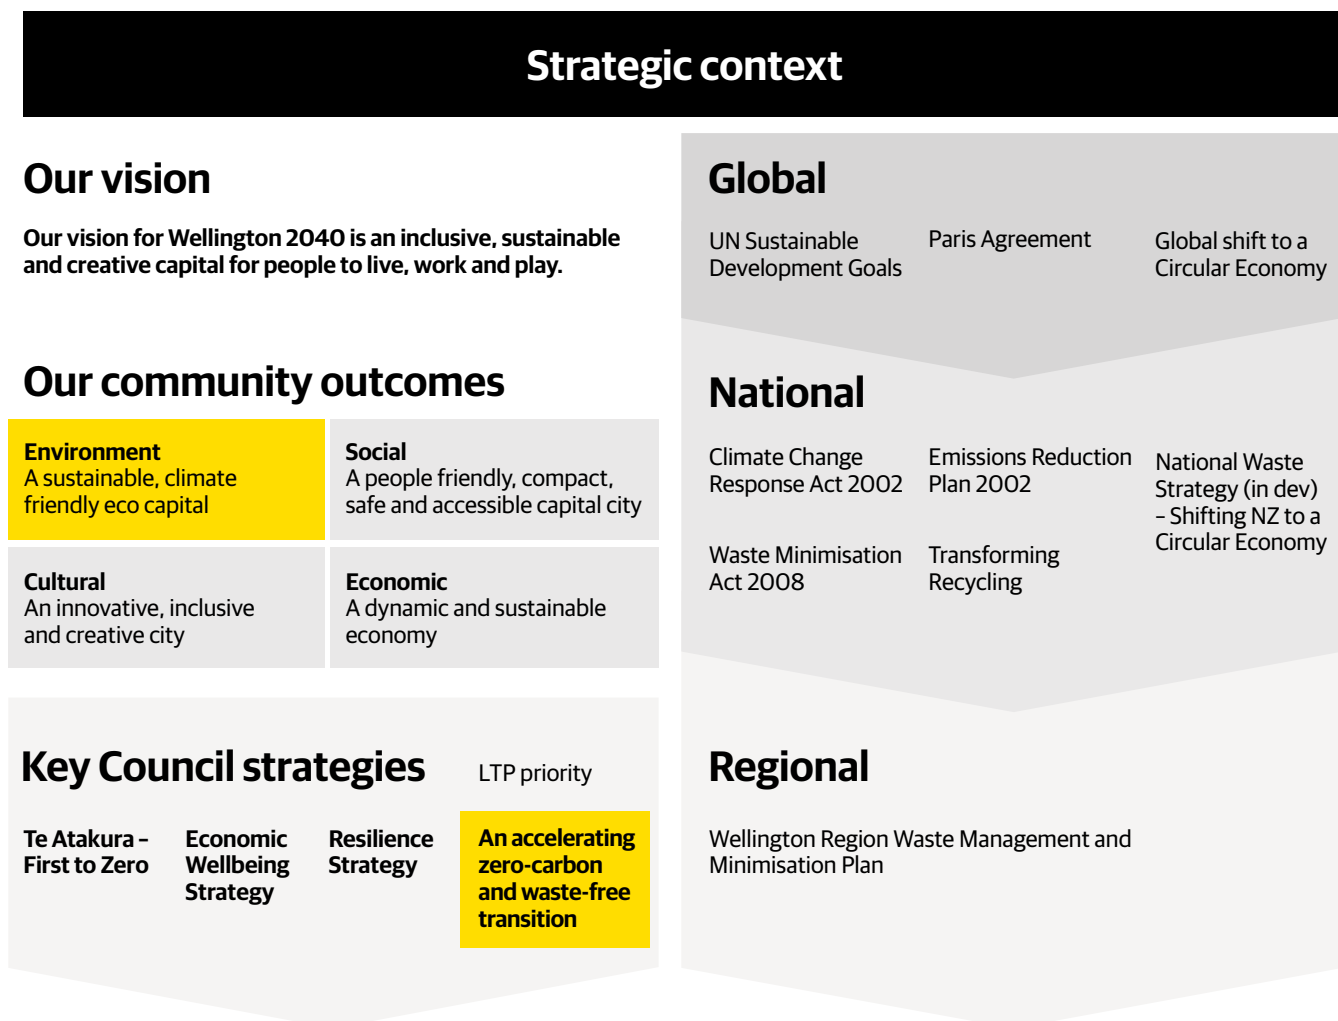 Strategic context
Our vision
Our vision for Wellington 2040 is an inclusive, sustainable
and creative capital for people to live, work and play.
Our community outcomes
Environment
A sustainable, climate
friendly eco capital
Social
A people friendly, compact,
safe and accessible capital city
Cultural
An innovative, inclusive
and creative city
Economic
A dynamic and sustainable
economy
Key Council strategies
LTP priority
Te Atakura –
First to Zero
Economic
Wellbeing
Strategy
Resilience
Strategy
An accelerating
zero-carbon
and waste-free
transition
Global
UN Sustainable
Development Goals
Paris Agreement
Global shift to a
Circular Economy
National
Climate Change
Response Act 2002
Emissions Reduction
Plan 2002
National Waste
Strategy (in dev)
– Shifting NZ to a
Circular Economy
Waste Minimisation
Act 2008
Transforming
Recycling
Regional
Wellington Region Waste Management and
Minimisation Plan